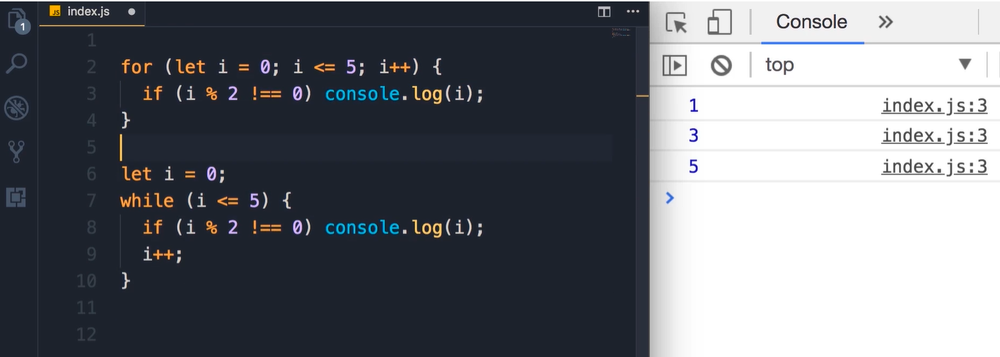 JS index.js
1
1
2 for (let i = 0; i <= 5; i++) {
3 if (i % 2 !== 0) console.log(i);
4 }
5
6 let i = 0;
7 while (i <= 5) {
8 if (i % 2 !== 0) console.log(i);
9 i++;
10 }
11
12
Console
top
1 index.js:3
3 index.js:3
5 index.js:3